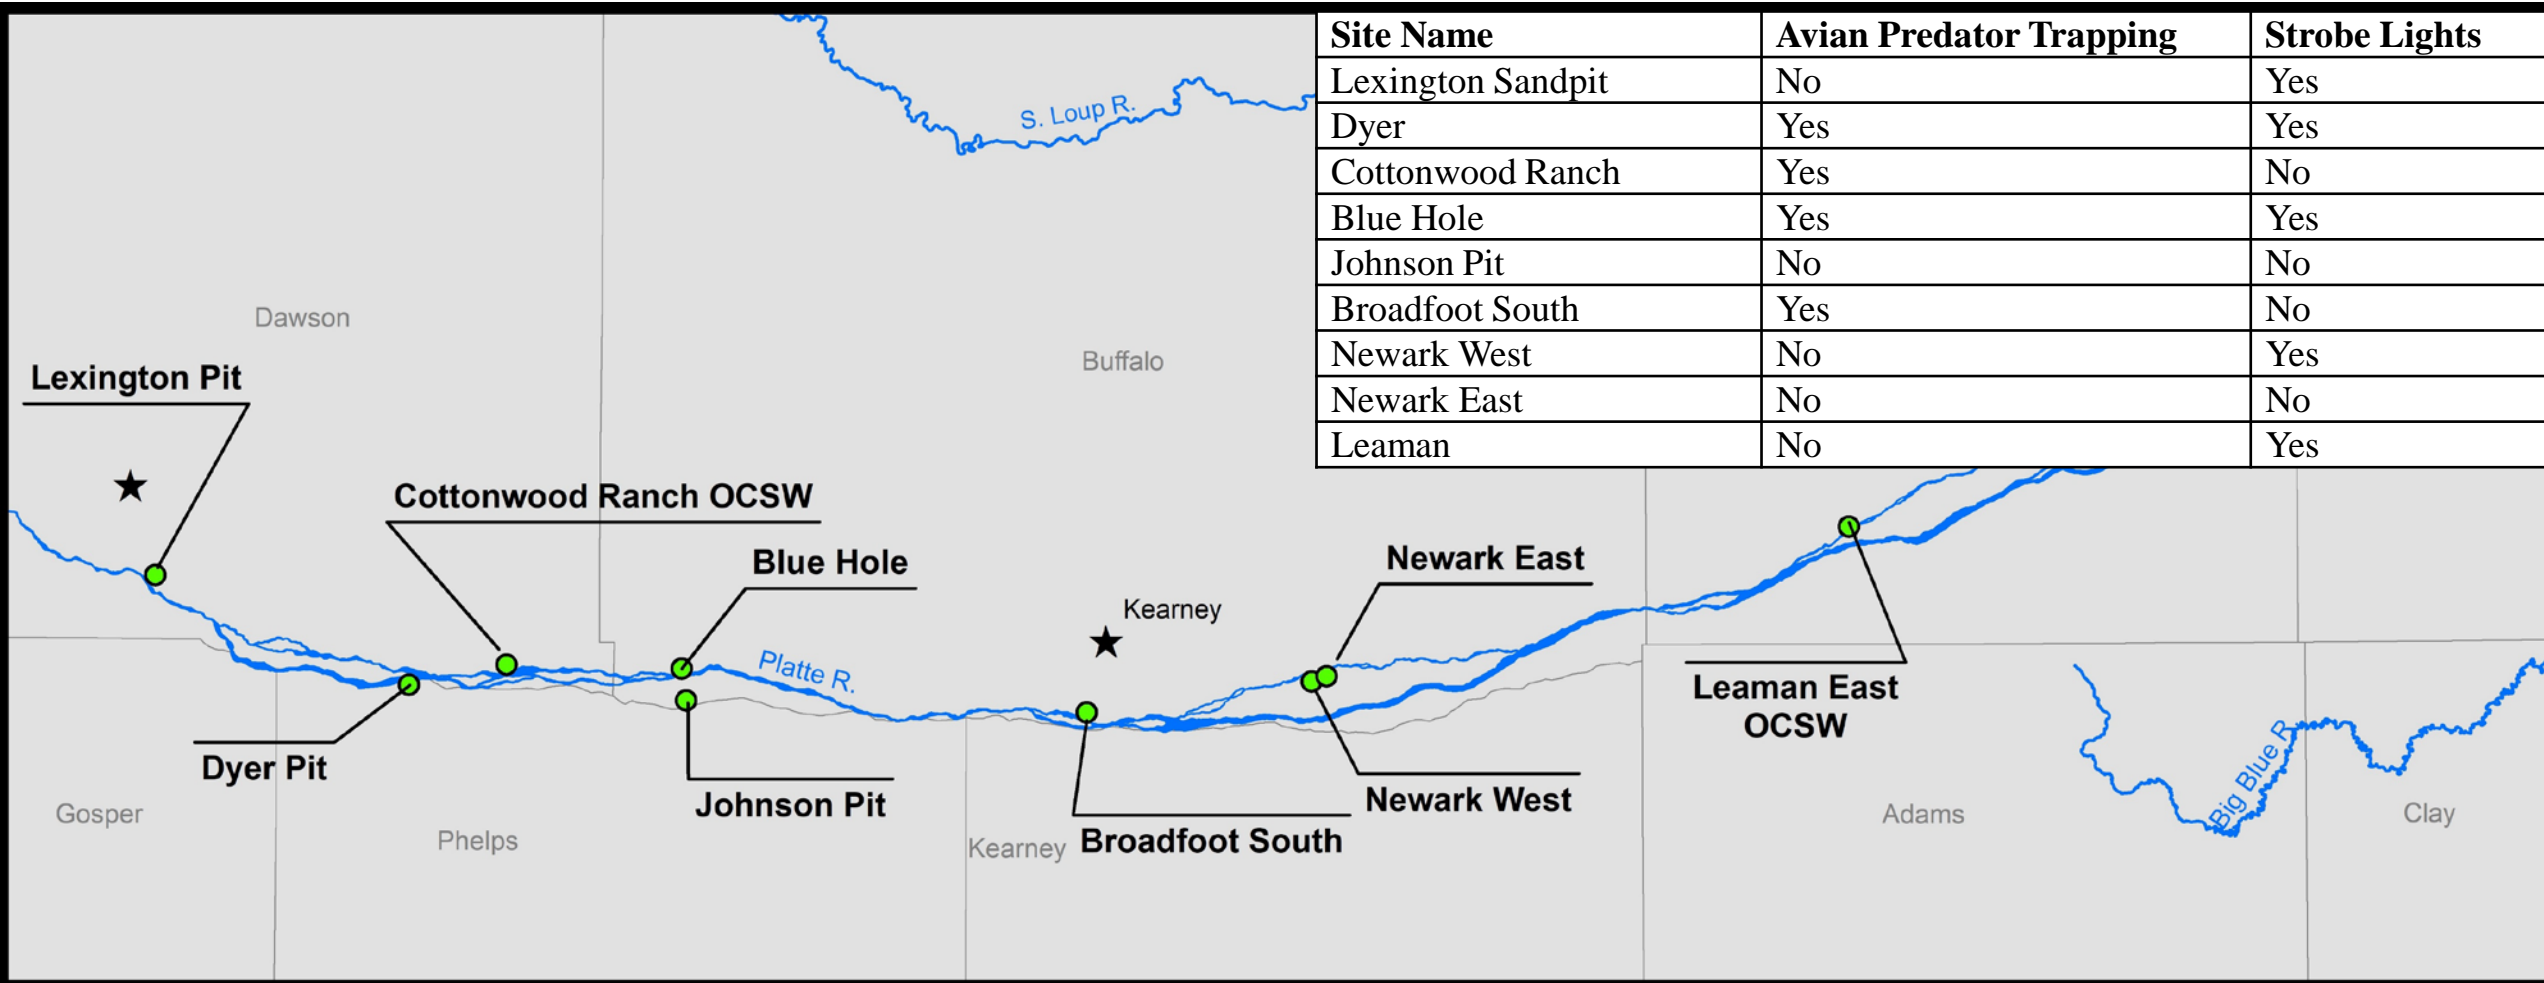 Site Name Avian Predator Trapping Strobe Lights
Lexington Sandpit No Yes
Dyer Yes Yes
Cottonwood Ranch Yes No
Blue Hole Yes Yes
Johnson Pit No No
Broadfoot South Yes No
Newark West No Yes
Newark East No No
Leaman No Yes
S. Loup R.
Dawson
Buffalo
Lexington Pit
Cottonwood Ranch OCSW
Blue Hole
Newark East
Kearney
Platte R.
Leaman East
OCSW
Dyer Pit
Johnson Pit
Newark West
Broadfoot South
Gosper
Phelps
Kearney
Adams
Big Blue R.
Clay